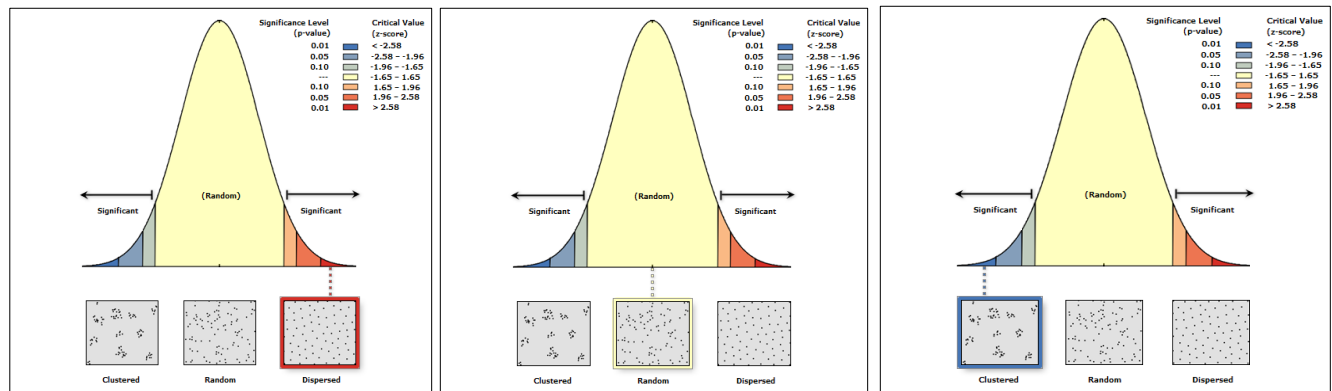 Significance Level Critical Value
(p-value) (z-score)
0.01 < -2.58
0.05 -2.58 – -1.96
0.10 -1.96 – -1.65
--- -1.65 – 1.65
0.10 1.65 – 1.96
0.05 1.96 – 2.58
0.01 > 2.58
(Random)
Significant Significant
Clustered Random Dispersed
Significance Level Critical Value
(p-value) (z-score)
0.01 < -2.58
0.05 -2.58 – -1.96
0.10 -1.96 – -1.65
--- -1.65 – 1.65
0.10 1.65 – 1.96
0.05 1.96 – 2.58
0.01 > 2.58
(Random)
Significant Significant
Clustered Random Dispersed
Significance Level Critical Value
(p-value) (z-score)
0.01 < -2.58
0.05 -2.58 – -1.96
0.10 -1.96 – -1.65
--- -1.65 – 1.65
0.10 1.65 – 1.96
0.05 1.96 – 2.58
0.01 > 2.58
(Random)
Significant Significant
Clustered Random Dispersed